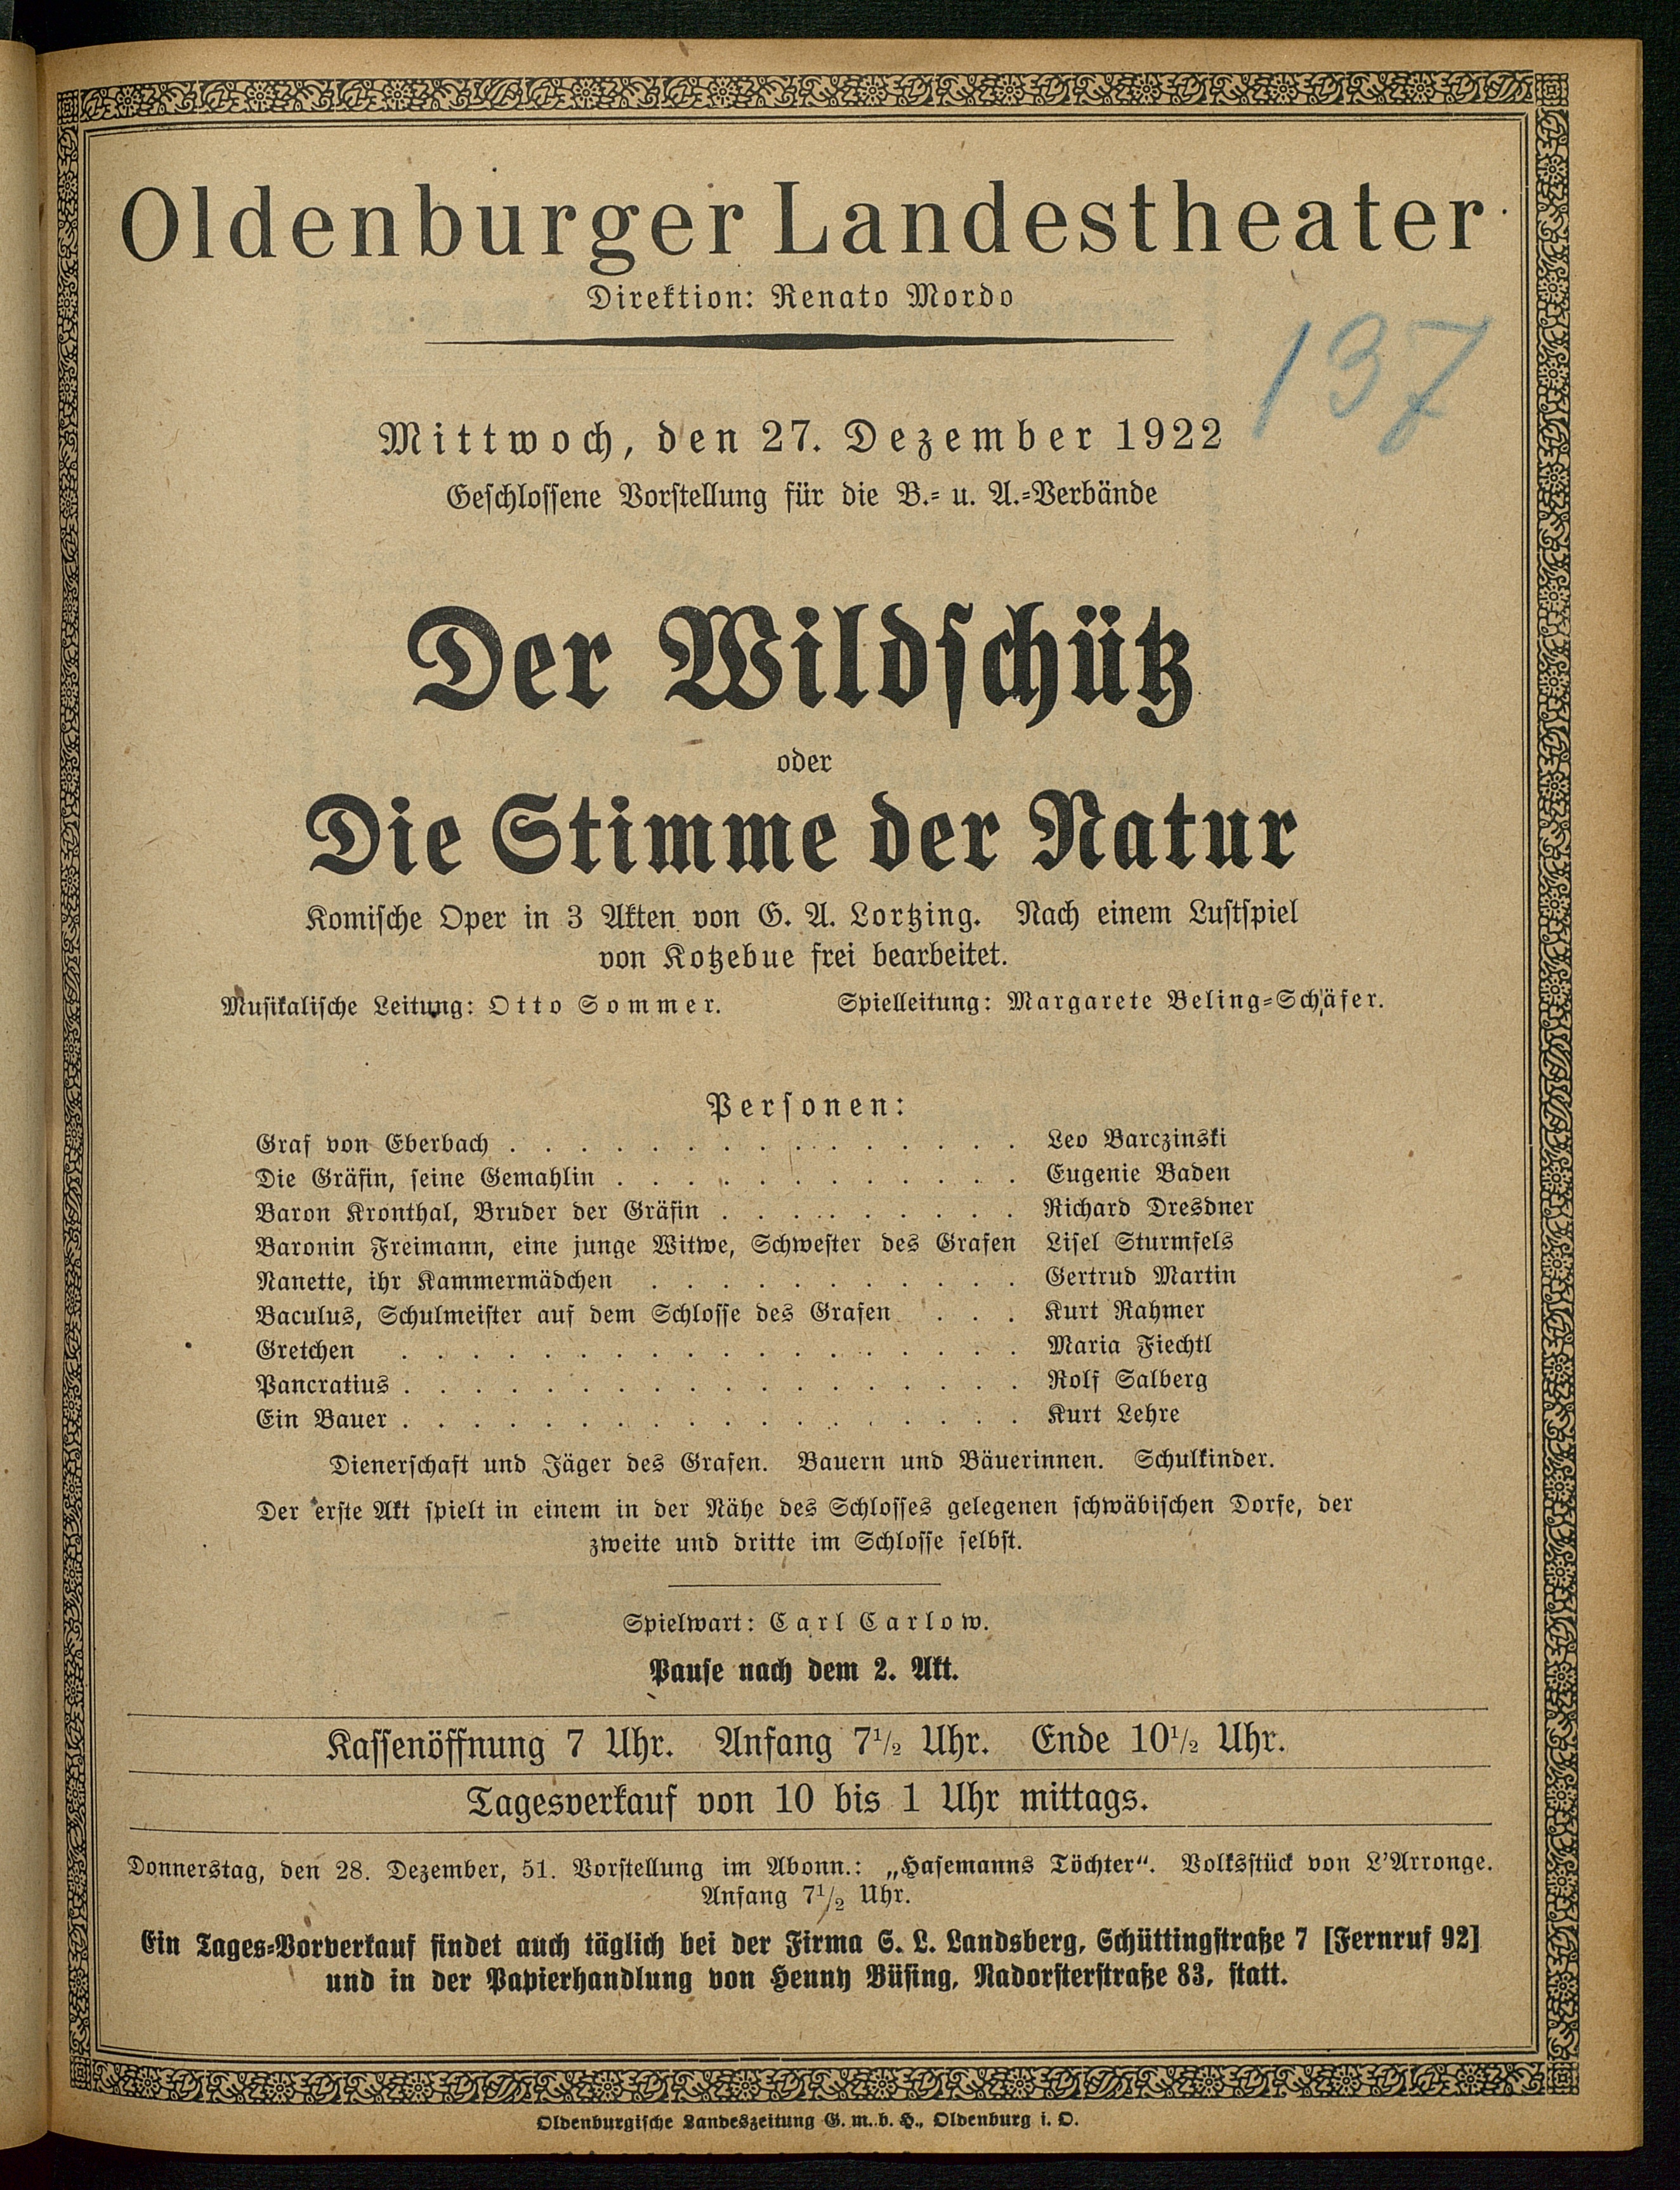 Oldenburger Landestheater
Direktion: Renato Mordo
137
Mittwoch, den 27. Dezember 1922
Geschlossene Vorstellung für die B.- u. A.-Verbände
Der Wildschütz
oder
Die Stimme der Natur
Komische Oper in 3 Akten von G. A. Lortzing. Nach einem Lustspiel
von Kotzebue frei bearbeitet.
Musikalische Leitung: Otto Sommer. Spielleitung: Margarete Beling-Schäfer.
Personen:
Graf von Eberbach . . . . . . . . . . . . . . . Leo Barczinski
Die Gräfin, seine Gemahlin . . . . . . . . . . . . Eugenie Baden
Baron Kronthal, Bruder der Gräfin . . . . . . . . . Richard Dresdner
Baronin Freimann, eine junge Witwe, Schwester des Grafen Lisel Sturmfels
Nanette, ihr Kammermädchen . . . . . . . . . . . Gertrud Martin
Baculus, Schulmeister auf dem Schlosse des Grafen . . . Kurt Rahmer
Gretchen . . . . . . . . . . . . . . . . . . Maria Fiechtl
Pancratius . . . . . . . . . . . . . . . . . . Rolf Salberg
Ein Bauer . . . . . . . . . . . . . . . . . . Kurt Lehre
Dienerschaft und Jäger des Grafen. Bauern und Bäuerinnen. Schulkinder.
Der erste Akt spielt in einem in der Nähe des Schlosses gelegenen schwäbischen Dorfe, der
zweite und dritte im Schlosse selbst.
Spielwart: Carl Carlow.
Pause nach dem 2. Akt.
Kassenöffnung 7 Uhr. Anfang 7½ Uhr. Ende 10½ Uhr.
Tagesverkauf von 10 bis 1 Uhr mittags.
Donnerstag, den 28. Dezember, 51. Vorstellung im Abonn.: „Hasemanns Töchter“. Volksstück von L'Arronge.
Anfang 7½ Uhr.
Ein Tages-Vorverkauf findet auch täglich bei der Firma S. L. Landsberg, Schüttingstraße 7 [Fernruf 92]
und in der Papierhandlung von Henny Büsing, Nadorsterstraße 83, statt.
Oldenburgische Landeszeitung G. m. b. H., Oldenburg i. O.